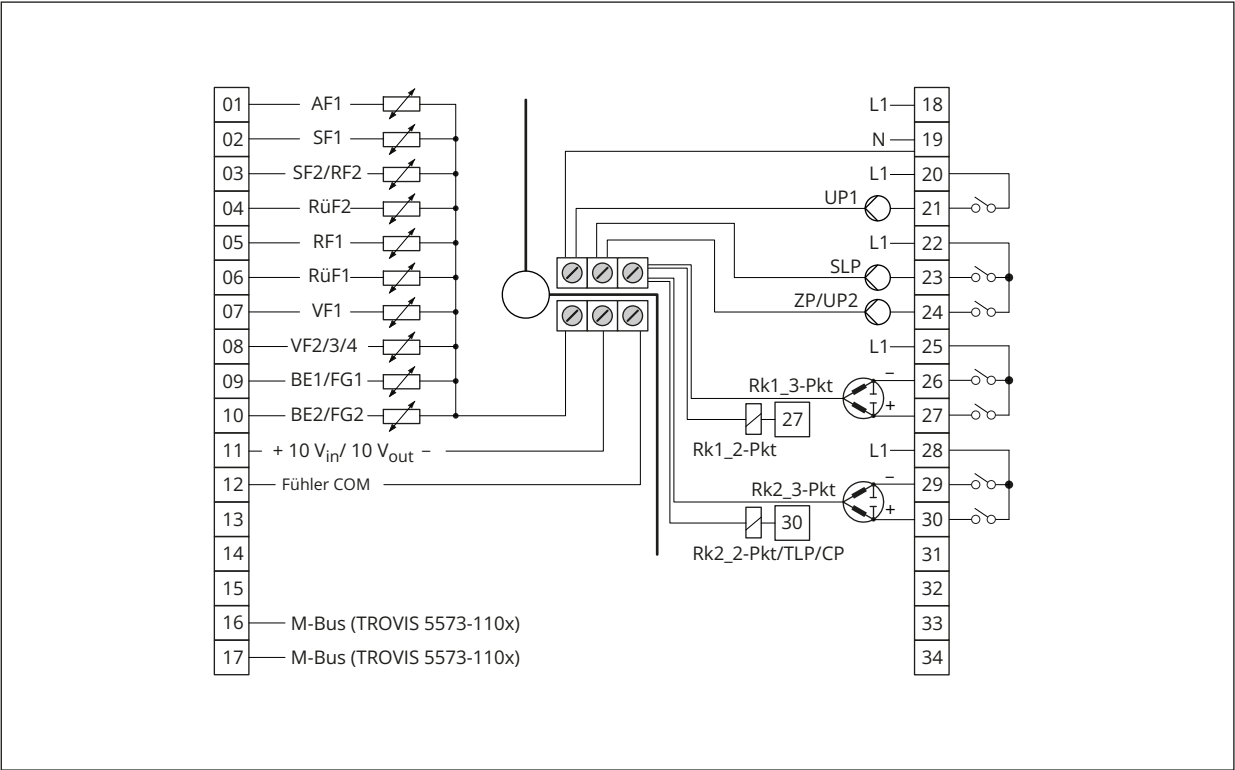 01 AF1
02 SF1
03 SF2/RF2
04 RüF2
05 RF1
06 RüF1
07 VF1
08 VF2/3/4
09 BE1/FG1
10 BE2/FG2
11 + 10 Vin/ 10 Vout −
12 Fühler COM
13
14
15
16 M-Bus (TROVIS 5573-110x)
17 M-Bus (TROVIS 5573-110x)
L1 18
N 19
L1 20
UP1 21
L1 22
SLP 23
ZP/UP2 24
L1 25
Rk1_3-Pkt − 26
+ 27
27
Rk1_2-Pkt
L1 28
Rk2_3-Pkt − 29
+ 30
30
Rk2_2-Pkt/TLP/CP
31
32
33
34